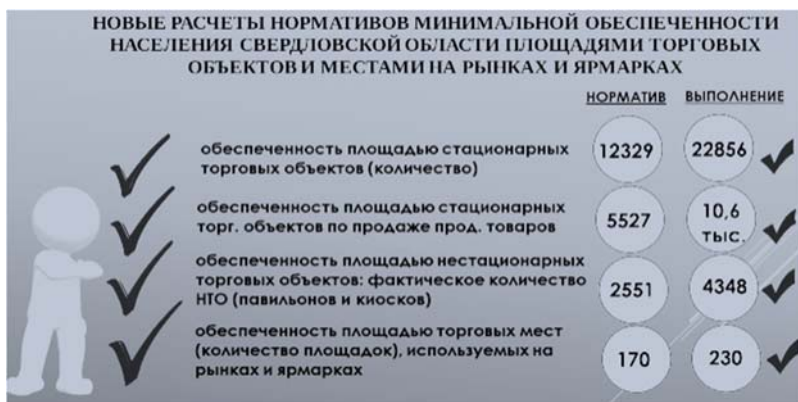 НОВЫЕ РАСЧЕТЫ НОРМАТИВОВ МИНИМАЛЬНОЙ ОБЕСПЕЧЕННОСТИ
НАСЕЛЕНИЯ СВЕРДЛОВСКОЙ ОБЛАСТИ ПЛОЩАДЯМИ ТОРГОВЫХ
ОБЪЕКТОВ И МЕСТАМИ НА РЫНКАХ И ЯРМАРКАХ
НОРМАТИВ ВЫПОЛНЕНИЕ
обеспеченность площадью стационарных
торговых объектов (количество)
12329 22856
обеспеченность площадью стационарных
торг. объектов по продаже прод. товаров
5527 10,6
тыс.
обеспеченность площадью нестационарных
торговых объектов: фактическое количество
НТО (павильонов и киосков)
2551 4348
обеспеченность площадью торговых мест
(количество площадок), используемых на
рынках и ярмарках
170 230